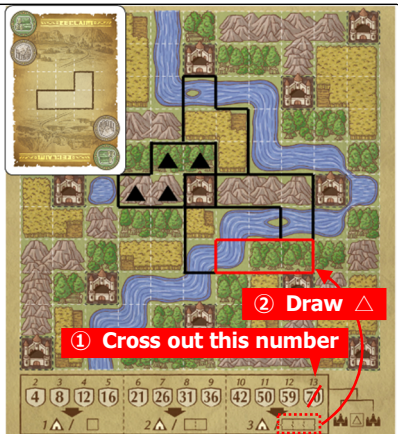 ② Draw △
① Cross out this number
2 3 4 5 6 7 8 9 10 11 12 13
4 8 12 16 21 26 31 36 42 50 59 70
1△ / □ 2△ / 3△ /